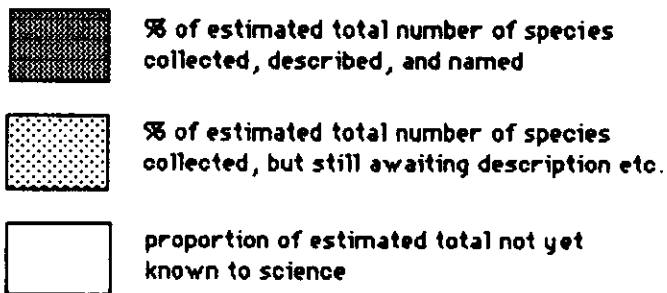 % of estimated total number of species
collected, described, and named
% of estimated total number of species
collected, but still awaiting description etc.
proportion of estimated total not yet
known to science